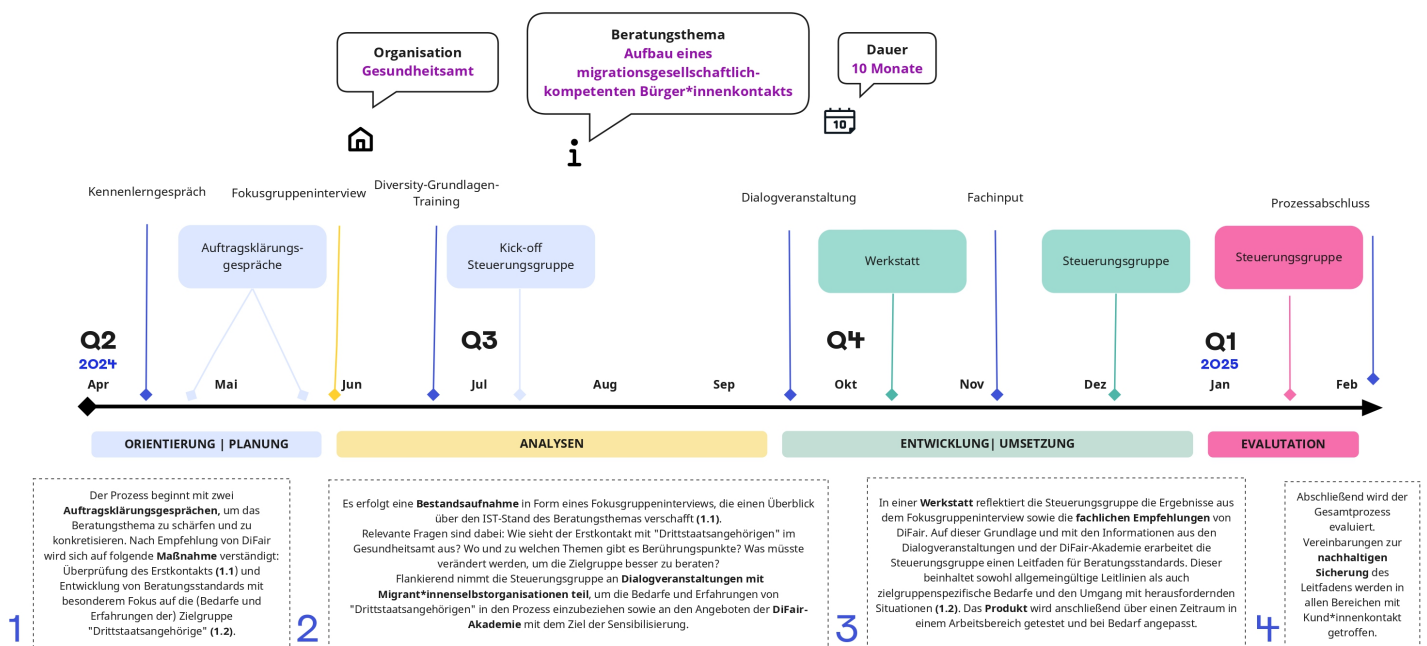 Organisation
Gesundheitsamt
Beratungsthema
Aufbau eines
migrationsgesellschaftlich-
kompetenten Bürger*innenkontakts
Dauer
10 Monate
10
Kennenlerngespräch
Fokusgruppeninterview
Diversity-Grundlagen-
Training
Dialogveranstaltung
Fachinput
Prozessabschluss
Auftragsklärungs-
gespräche
Kick-off
Steuerungsgruppe
Werkstatt
Steuerungsgruppe
Steuerungsgruppe
Q2
2024
Q3
Q4
Q1
2025
Apr
Mai
Jun
Jul
Aug
Sep
Okt
Nov
Dez
Jan
Feb
ORIENTIERUNG | PLANUNG
ANALYSEN
ENTWICKLUNG| UMSETZUNG
EVALUTATION
1
Der Prozess beginnt mit zwei
Auftragsklärungsgesprächen, um das
Beratungsthema zu schärfen und zu
konkretisieren. Nach Empfehlung von DiFair
wird sich auf folgende Maßnahme verständigt:
Überprüfung des Erstkontakts (1.1) und
Entwicklung von Beratungsstandards mit
besonderem Fokus auf die (Bedarfe und
Erfahrungen der) Zielgruppe
"Drittstaatsangehörige" (1.2).
2
Es erfolgt eine Bestandsaufnahme in Form eines Fokusgruppeninterviews, die einen Überblick
über den IST-Stand des Beratungsthemas verschafft (1.1).
Relevante Fragen sind dabei: Wie sieht der Erstkontakt mit "Drittstaatsangehörigen" im
Gesundheitsamt aus? Wo und zu welchen Themen gibt es Berührungspunkte? Was müsste
verändert werden, um die Zielgruppe besser zu beraten?
Flankierend nimmt die Steuerungsgruppe an Dialogveranstaltungen mit
Migrant*innenselbstorganisationen teil, um die Bedarfe und Erfahrungen von
"Drittstaatsangehörigen" in den Prozess einzubeziehen sowie an den Angeboten der DiFair-
Akademie mit dem Ziel der Sensibilisierung.
3
In einer Werkstatt reflektiert die Steuerungsgruppe die Ergebnisse aus
dem Fokusgruppeninterview sowie die fachlichen Empfehlungen von
DiFair. Auf dieser Grundlage und mit den Informationen aus den
Dialogveranstaltungen und der DiFair-Akademie erarbeitet die
Steuerungsgruppe einen Leitfaden für Beratungsstandards. Dieser
beinhaltet sowohl allgemeingültige Leitlinien als auch
zielgruppenspezifische Bedarfe und den Umgang mit herausfordernden
Situationen (1.2). Das Produkt wird anschließend über einen Zeitraum in
einem Arbeitsbereich getestet und bei Bedarf angepasst.
4
Abschließend wird der
Gesamtprozess
evaluiert.
Vereinbarungen zur
nachhaltigen
Sicherung des
Leitfadens werden in
allen Bereichen mit
Kund*innenkontakt
getroffen.